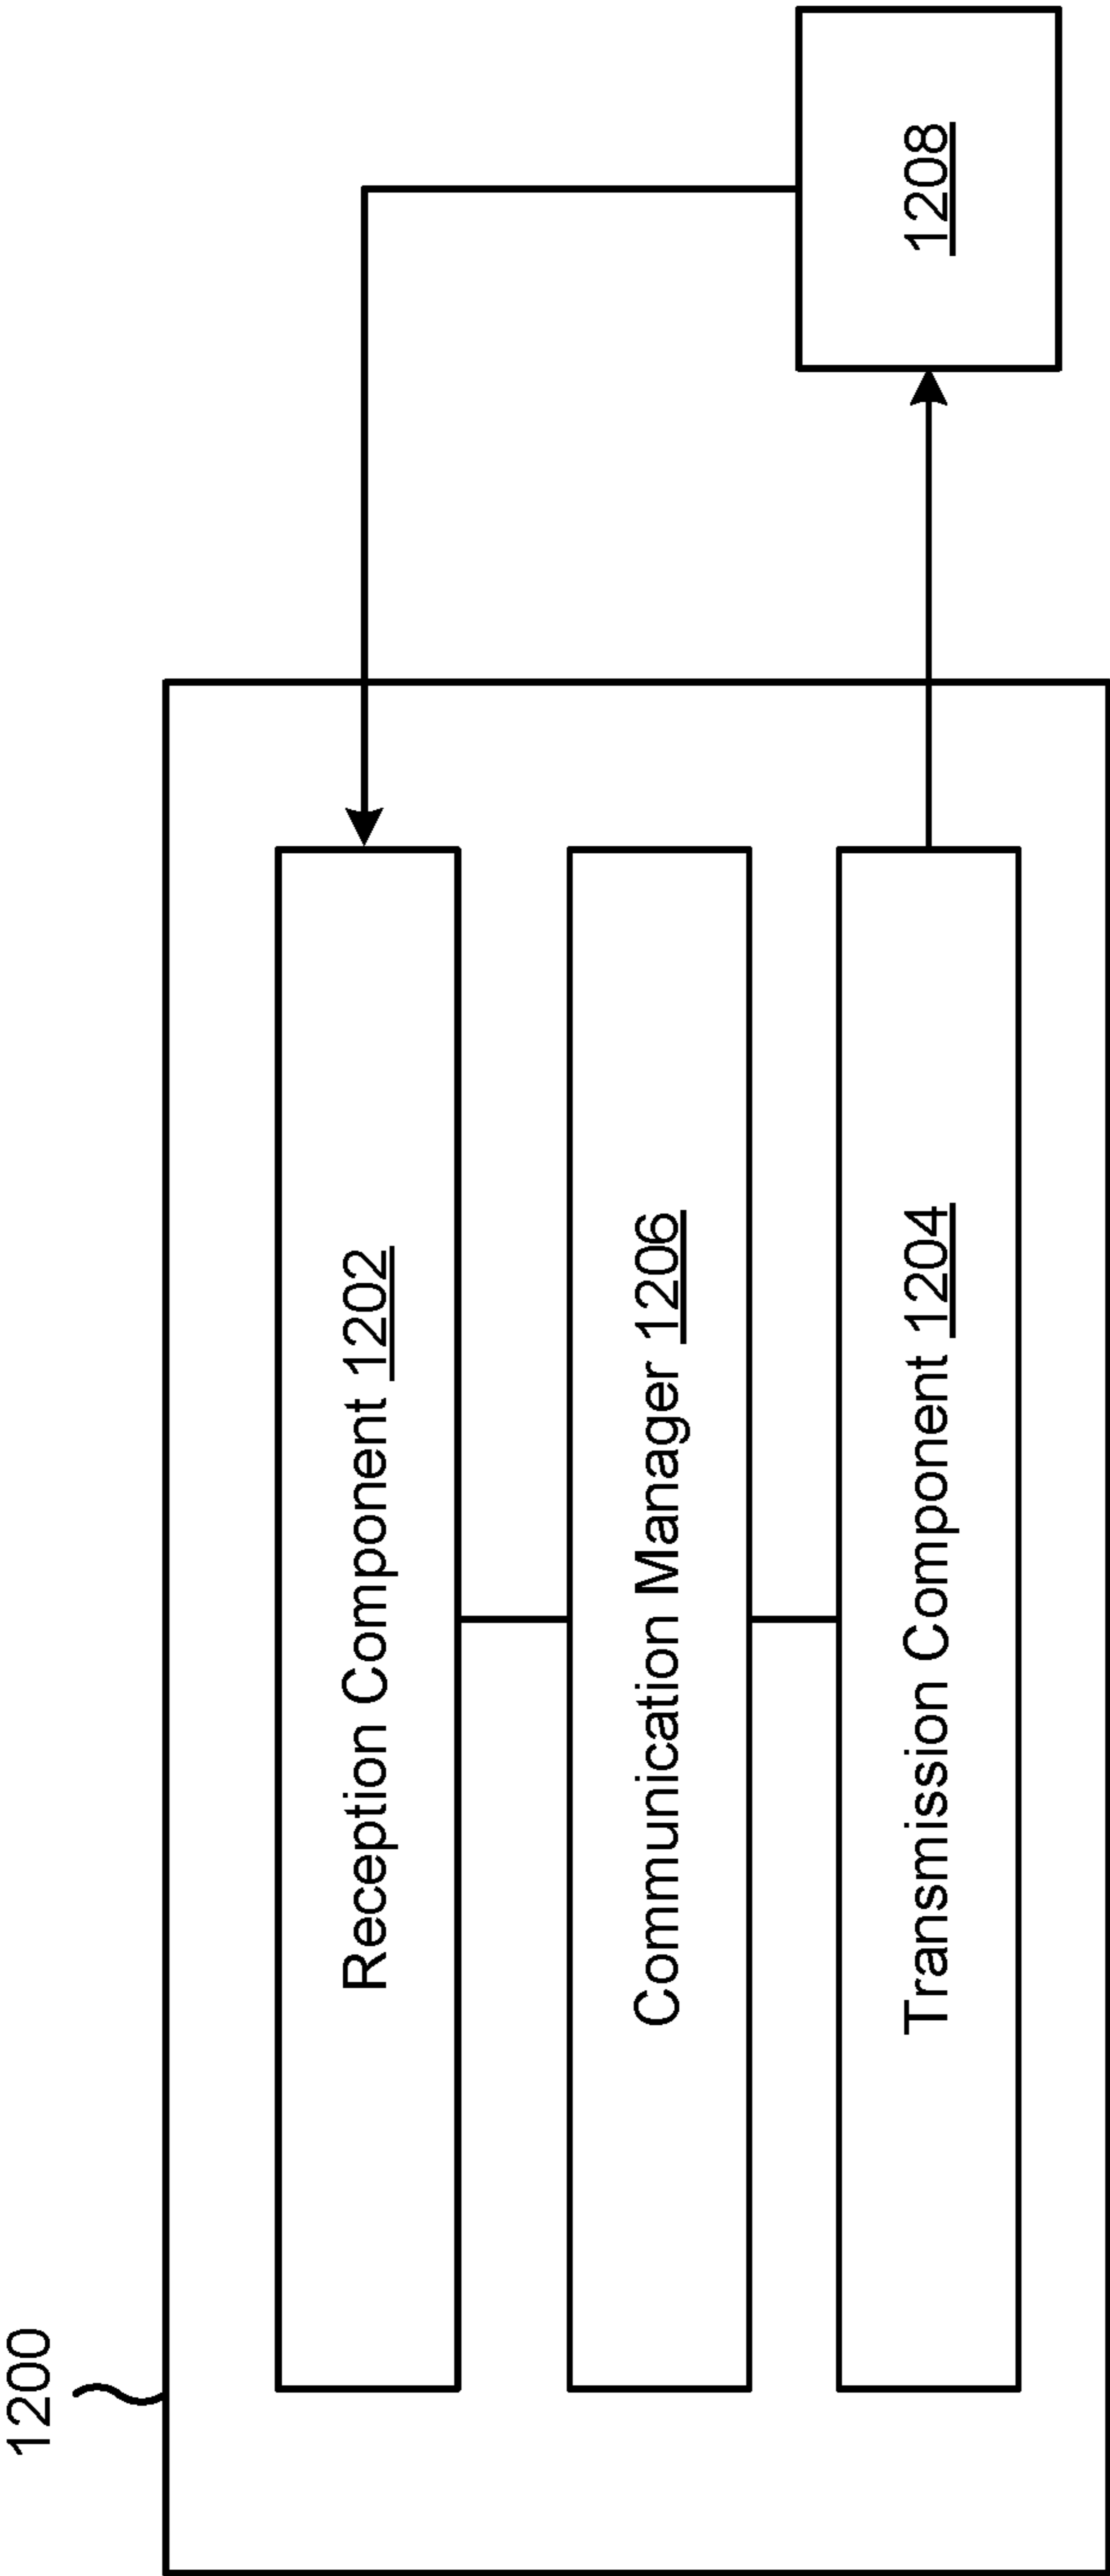 1200
Reception Component 1202
Communication Manager 1206
Transmission Component 1204
1208